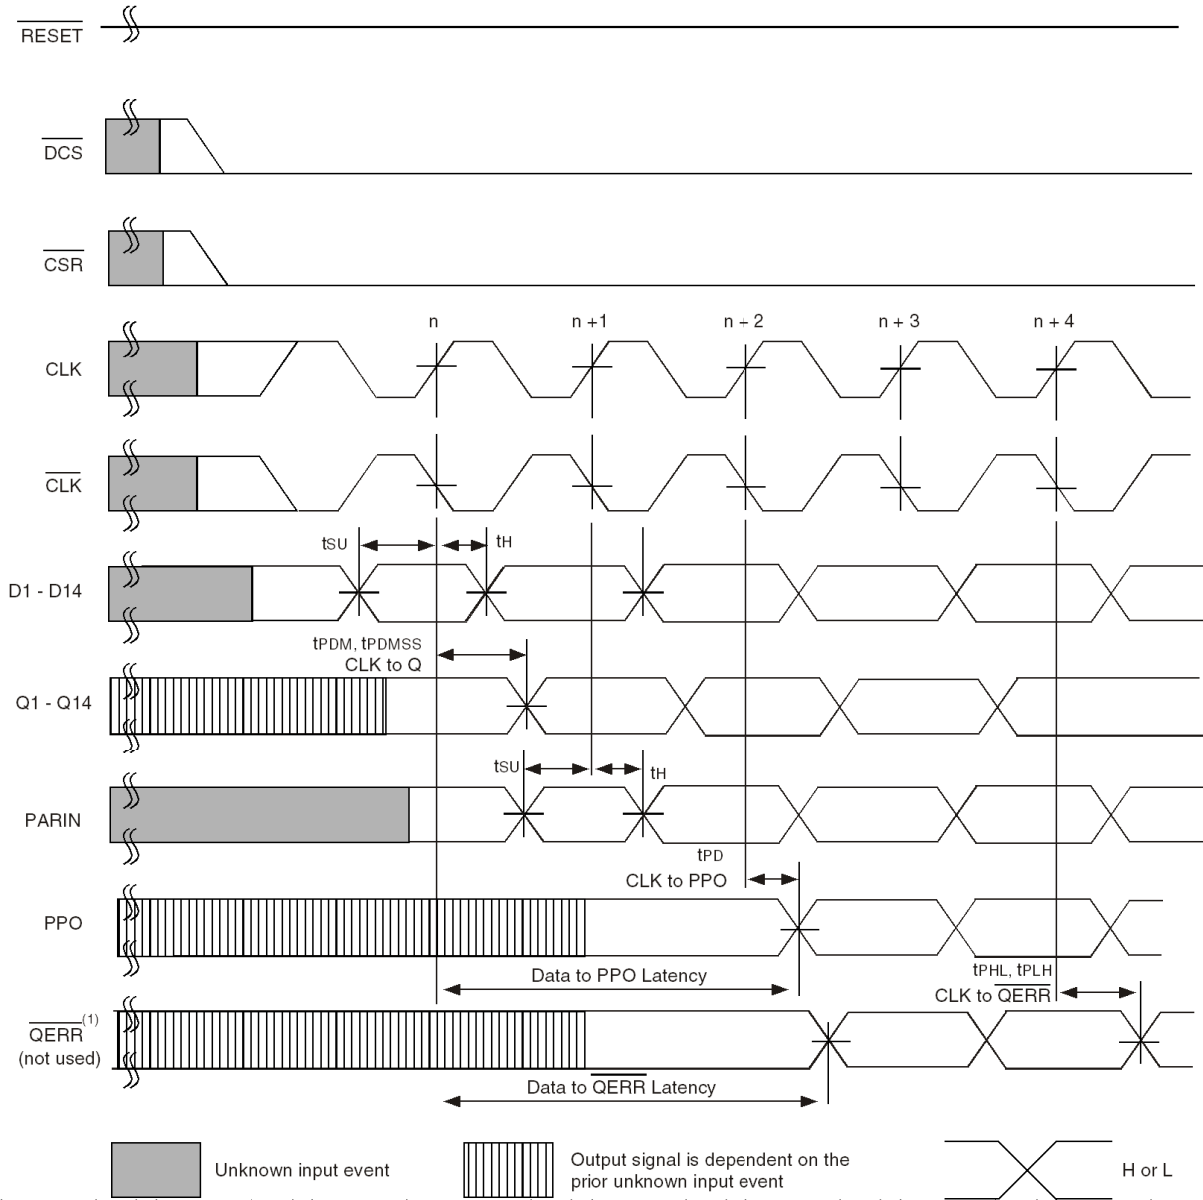 RESET
DCS
CSR
n n +1 n + 2 n + 3 n + 4
CLK
CLK
tSU tH
D1 - D14
tPDM, tPDMSS
CLK to Q
Q1 - Q14
tSU tH
PARIN
tPD
CLK to PPO
PPO
tPHL, tPLH
Data to PPO Latency
CLK to QERR
QERR(1)
(not used)
Data to QERR Latency
Unknown input event
Output signal is dependent on the
prior unknown input event
H or L